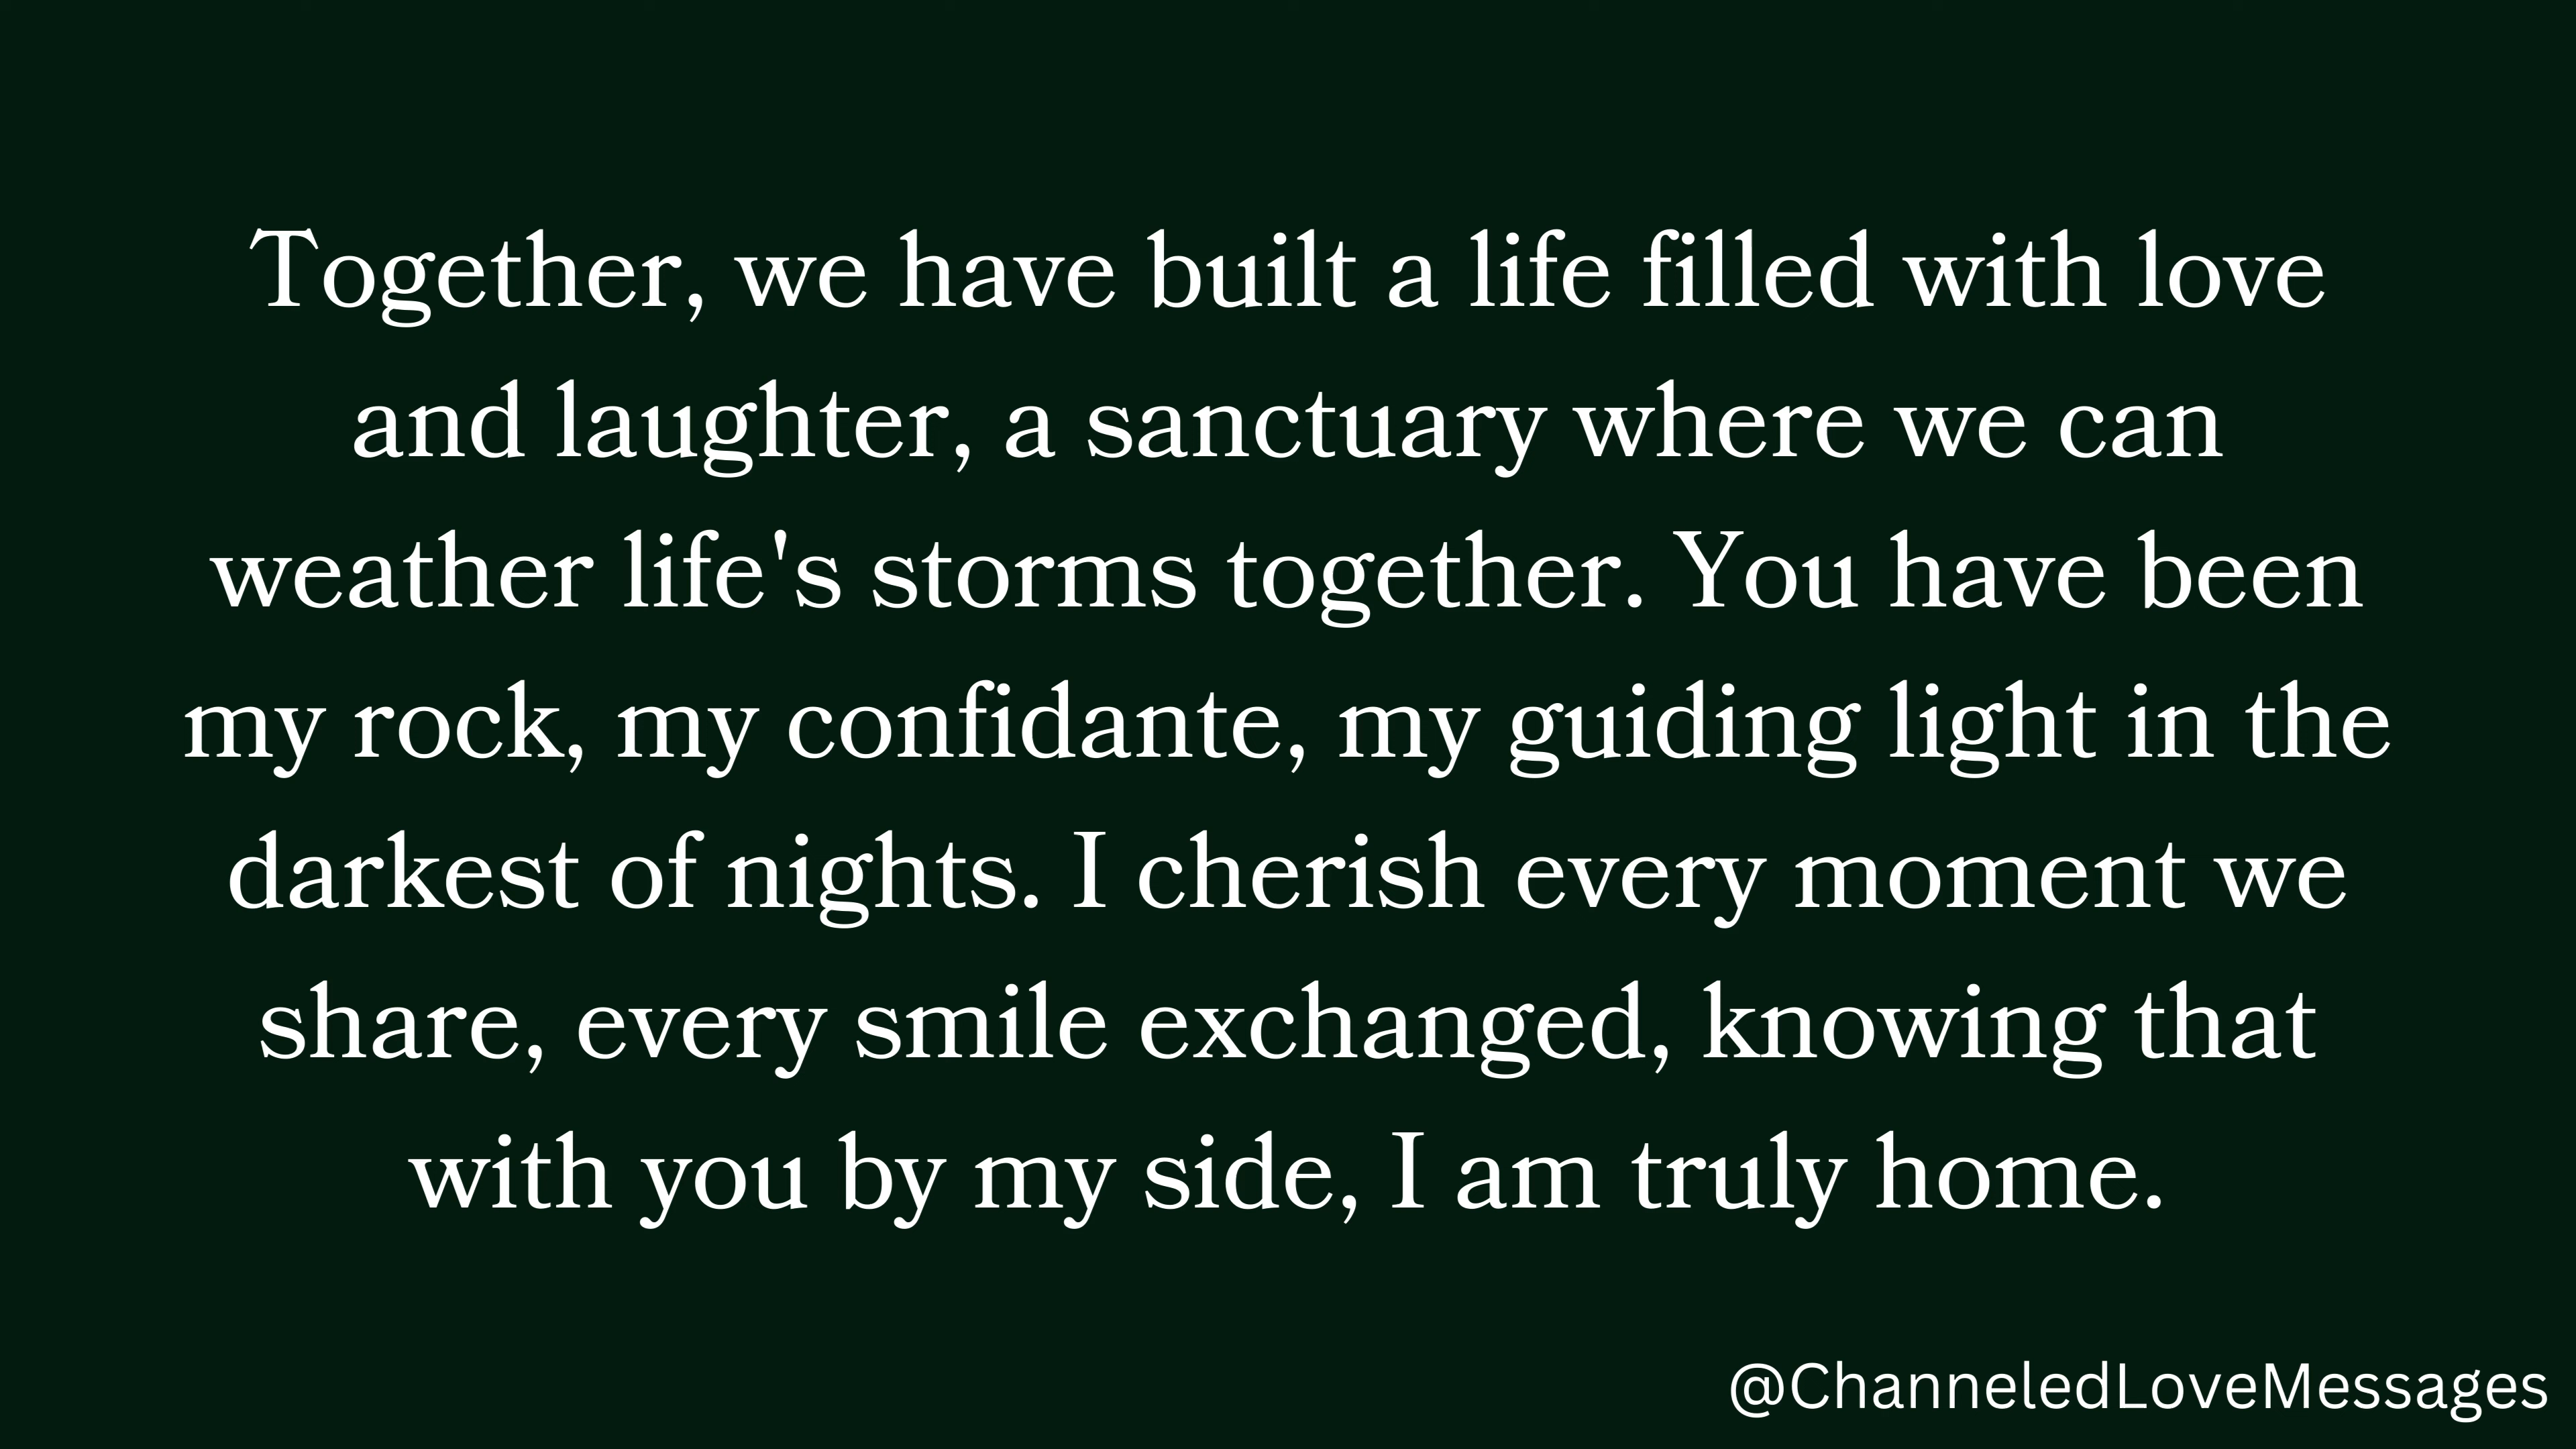 Together, we have built a life filled with love
and laughter, a sanctuary where we can
weather life's storms together. You have been
my rock, my confidante, my guiding light in the
darkest of nights. I cherish every moment we
share, every smile exchanged, knowing that
with you by my side, I am truly home.
@ChanneledLoveMessages